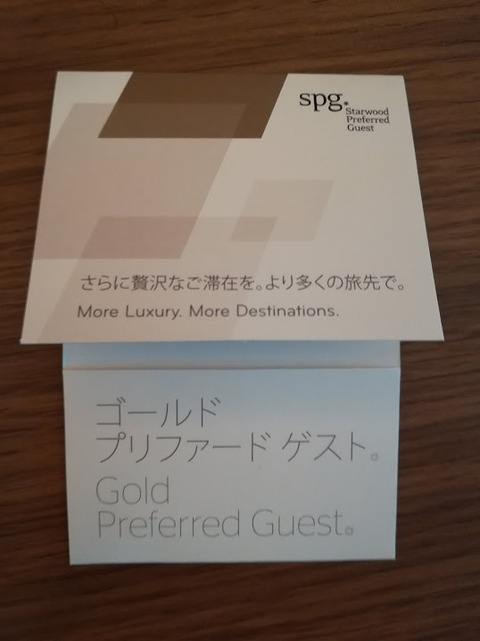 spg.
Starwood
Preferred
Guest
さらに贅沢なご滞在を。より多くの旅先で。
More Luxury. More Destinations.
ゴールド
プリファード ゲスト。
Gold
Preferred Guest。